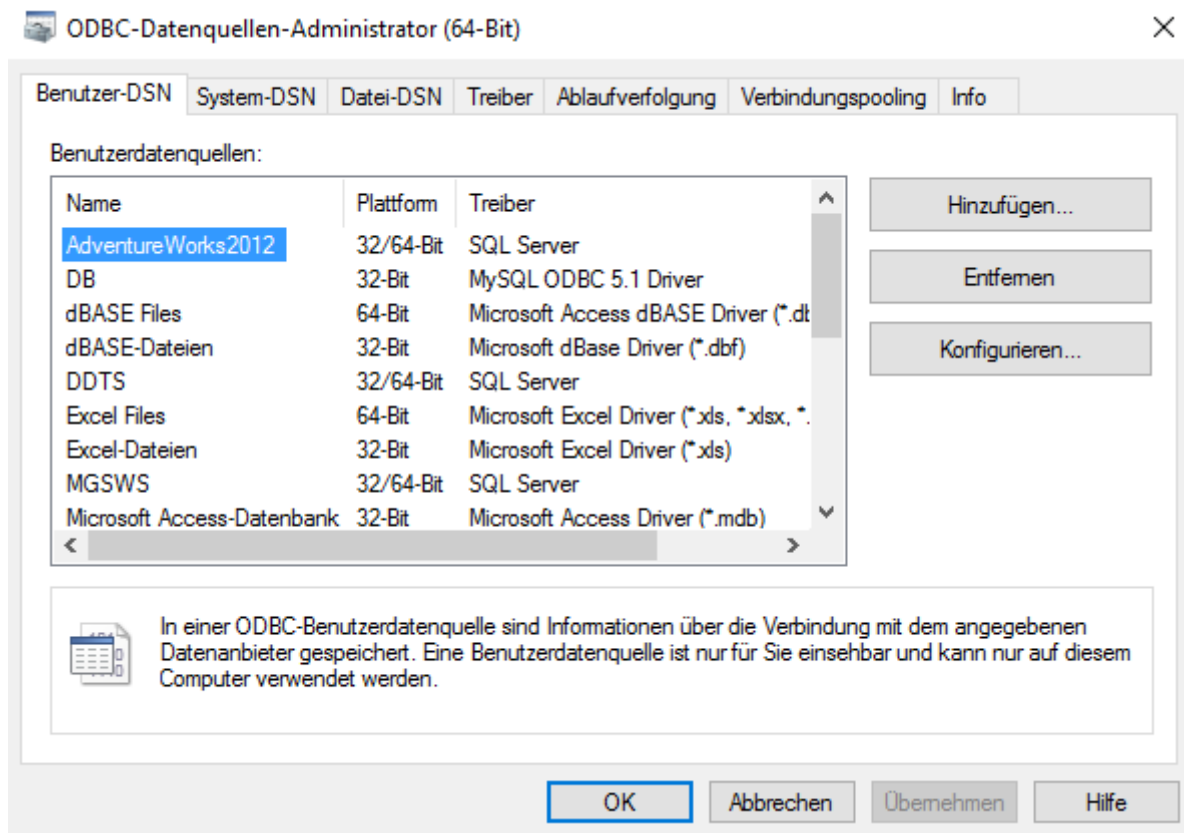 ODBC-Datenquellen-Administrator (64-Bit)
Benutzer-DSN System-DSN Datei-DSN Treiber Ablaufverfolgung Verbindungspooling Info
Benutzerdatenquellen:
Name Plattform Treiber
AdventureWorks2012 32/64-Bit SQL Server
DB 32-Bit MySQL ODBC 5.1 Driver
dBASE Files 64-Bit Microsoft Access dBASE Driver (*.db
dBASE-Dateien 32-Bit Microsoft dBase Driver (*.dbf)
DDTS 32/64-Bit SQL Server
Excel Files 64-Bit Microsoft Excel Driver (*.xls, *.xlsx, *.
Excel-Dateien 32-Bit Microsoft Excel Driver (*.xls)
MGSWS 32/64-Bit SQL Server
Microsoft Access-Datenbank 32-Bit Microsoft Access Driver (*.mdb)
Hinzufügen...
Entfernen
Konfigurieren...
In einer ODBC-Benutzerdatenquelle sind Informationen über die Verbindung mit dem angegebenen
Datenanbieter gespeichert. Eine Benutzerdatenquelle ist nur für Sie einsehbar und kann nur auf diesem
Computer verwendet werden.
OK Abbrechen Übernehmen Hilfe